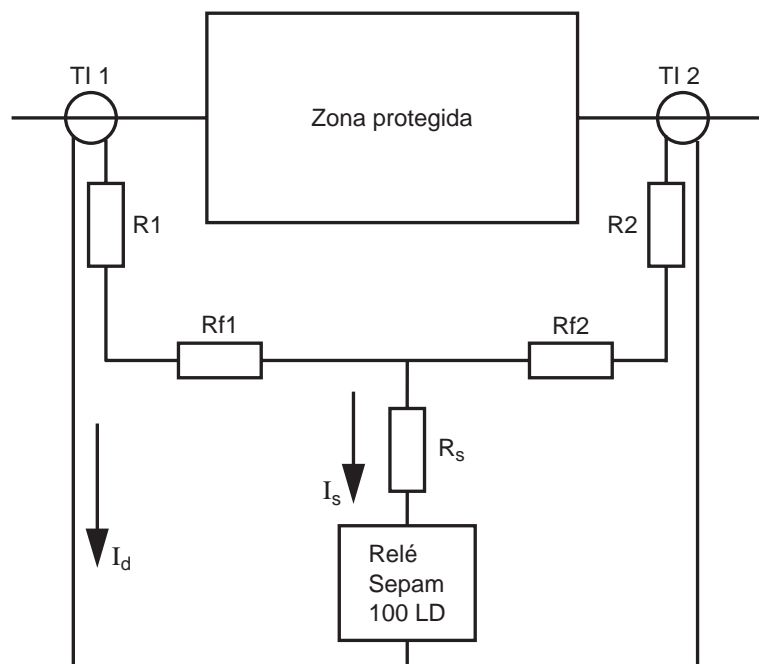 TI 1
TI 2
Zona protegida
R1
R2
Rf1
Rf2
Rs
Is
Id
Relé
Sepam
100 LD